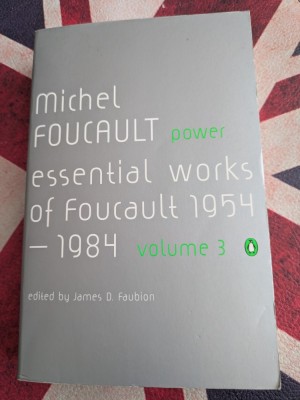 michel
FOUCAULT power
essential works
of Foucault 1954
– 1984 volume 3
edited by James D. Faubion